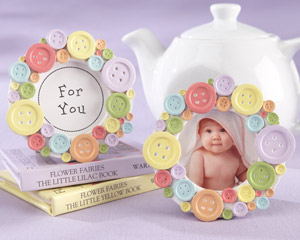 For
You
FLOWER FAIRIES
THE LITTLE LILAC BOOK
FLOWER FAIRIES
THE LITTLE YELLOW BOOK